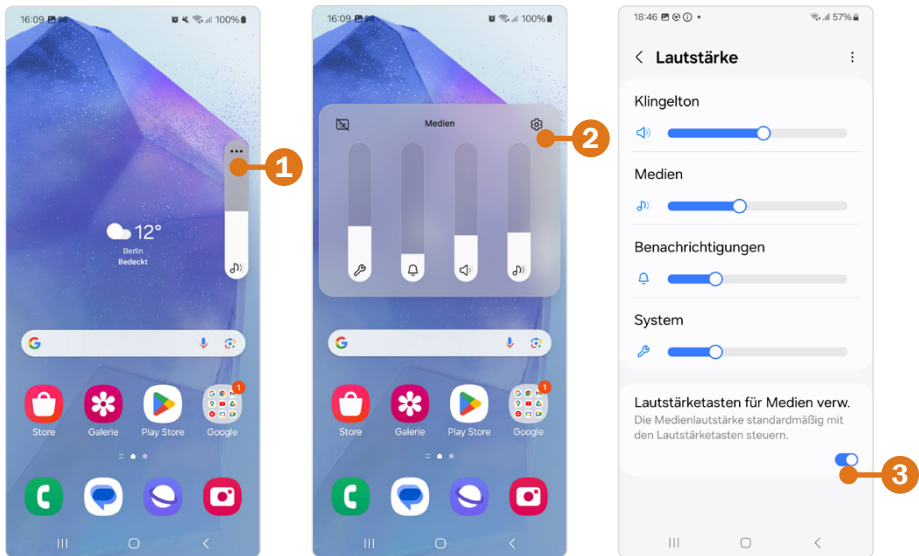 16:09
100%
1
12°
Berlin
Bedeckt
G
1
Store
Galerie
Play Store
Google
16:09
100%
Medien
2
G
1
Store
Galerie
Play Store
Google
18:46
57%
Lautstärke
Klingelton
Medien
Benachrichtigungen
System
Lautstärketasten für Medien verw.
Die Medienlautstärke standardmäßig mit
den Lautstärketasten steuern.
3